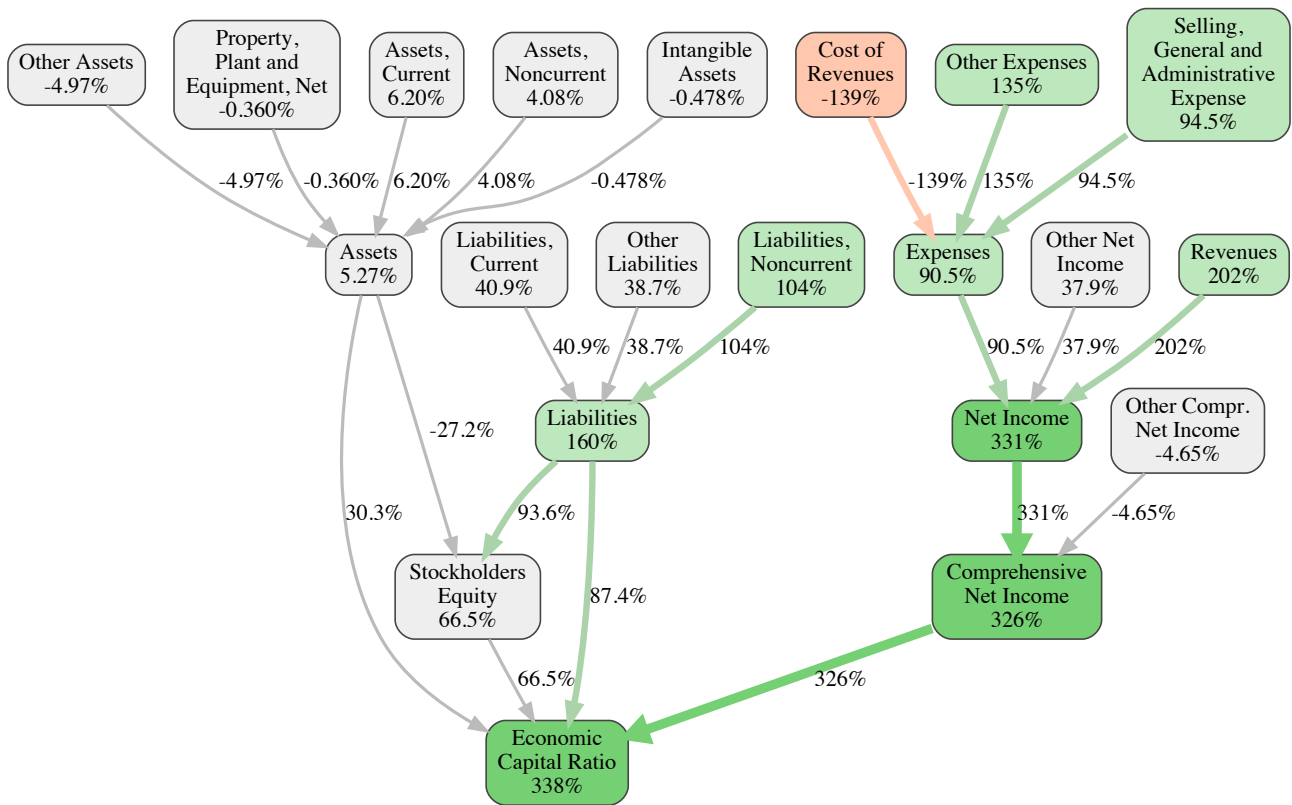 Other Assets
-4.97%
Property,
Plant and
Equipment, Net
-0.360%
Assets,
Current
6.20%
Assets,
Noncurrent
4.08%
Intangible
Assets
-0.478%
Cost of
Revenues
-139%
Other Expenses
135%
Selling,
General and
Administrative
Expense
94.5%
-4.97%
-0.360%
6.20%
4.08%
-0.478%
-139%
135%
94.5%
Assets
5.27%
Liabilities,
Current
40.9%
Other
Liabilities
38.7%
Liabilities,
Noncurrent
104%
Expenses
90.5%
Other Net
Income
37.9%
Revenues
202%
40.9%
38.7%
104%
90.5%
37.9%
202%
-27.2%
Liabilities
160%
Net Income
331%
Other Compr.
Net Income
-4.65%
30.3%
93.6%
331%
-4.65%
Stockholders
Equity
66.5%
87.4%
Comprehensive
Net Income
326%
66.5%
326%
Economic
Capital Ratio
338%